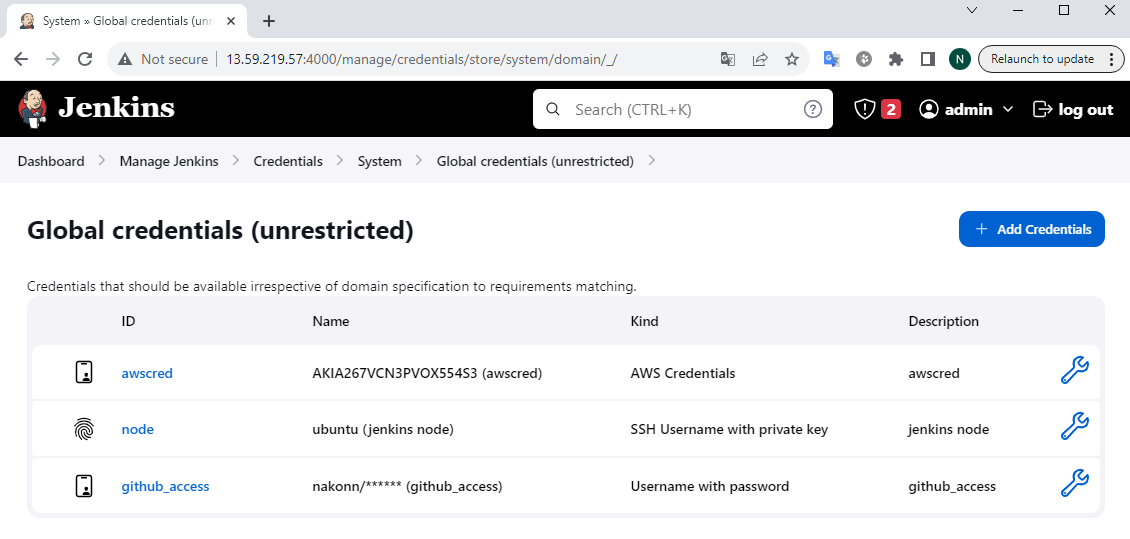 System » Global credentials (unr
Not secure 13.59.219.57:4000/manage/credentials/store/system/domain/_/ N Relaunch to update
Jenkins Search (CTRL+K) 2 admin log out
Dashboard Manage Jenkins Credentials System Global credentials (unrestricted)
Global credentials (unrestricted) + Add Credentials
Credentials that should be available irrespective of domain specification to requirements matching.
ID Name Kind Description
awscred AKIA267VCN3PVOX554S3 (awscred) AWS Credentials awscred
node ubuntu (jenkins node) SSH Username with private key jenkins node
github_access nakonn/****** (github_access) Username with password github_access